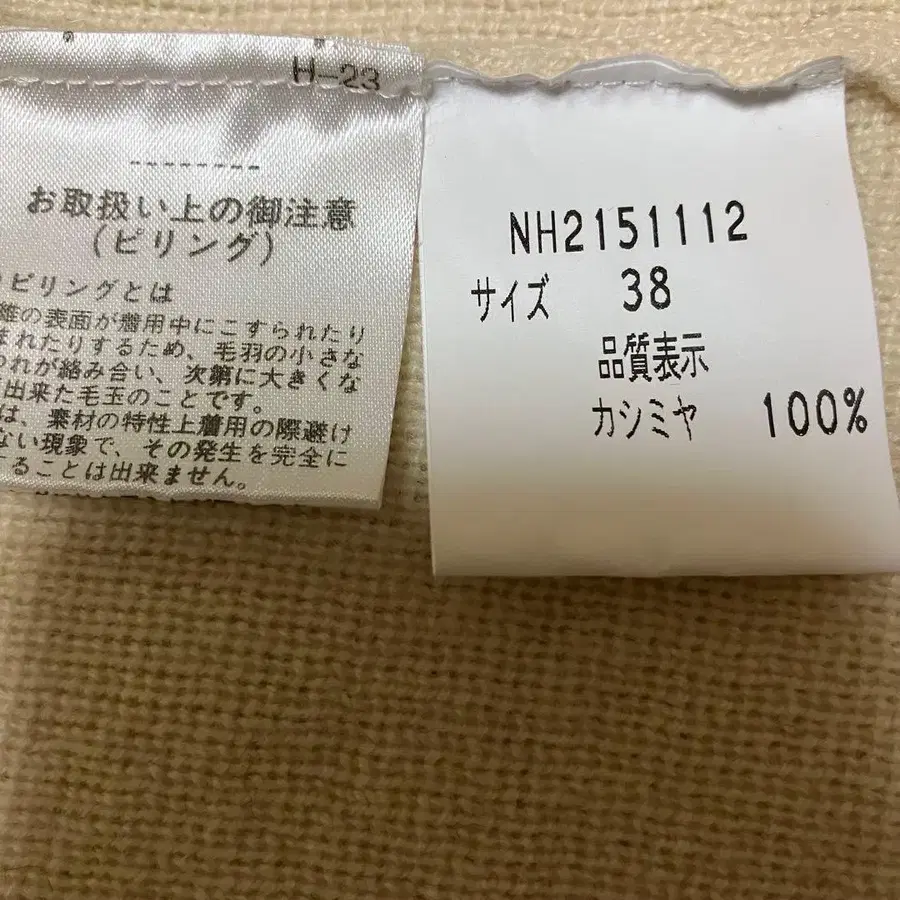 H-23
--------
お取扱い上の御注意
(ピリング)
ピリングとは
維の表面が着用中にこすられたり
まれたりするため、毛羽の小さな
れが絡み合い、次第に大きくな
出来た毛玉のことです。
は、素材の特性上着用の際避け
ない現象で、その発生を完全に
ることは出来ません。
NH2151112
サイズ 38
品質表示
カシミヤ 100%